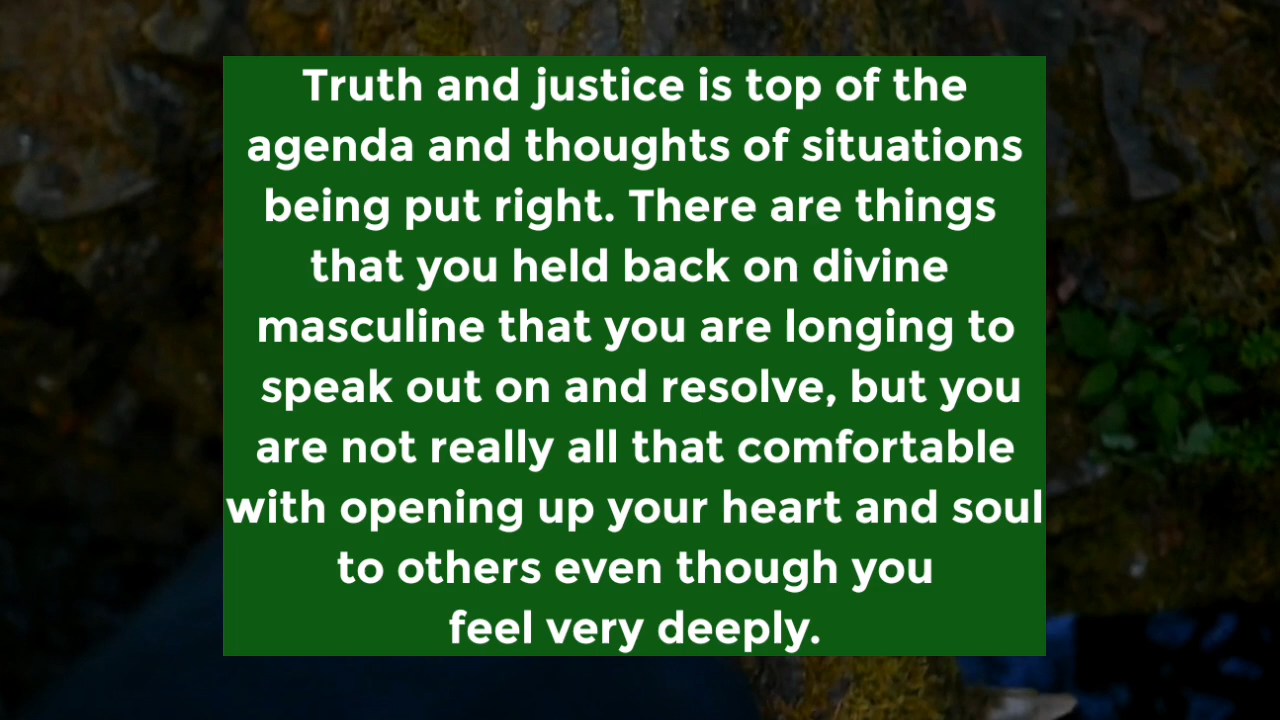 Truth and justice is top of the
agenda and thoughts of situations
being put right. There are things
that you held back on divine
masculine that you are longing to
speak out on and resolve, but you
are not really all that comfortable
with opening up your heart and soul
to others even though you
feel very deeply.